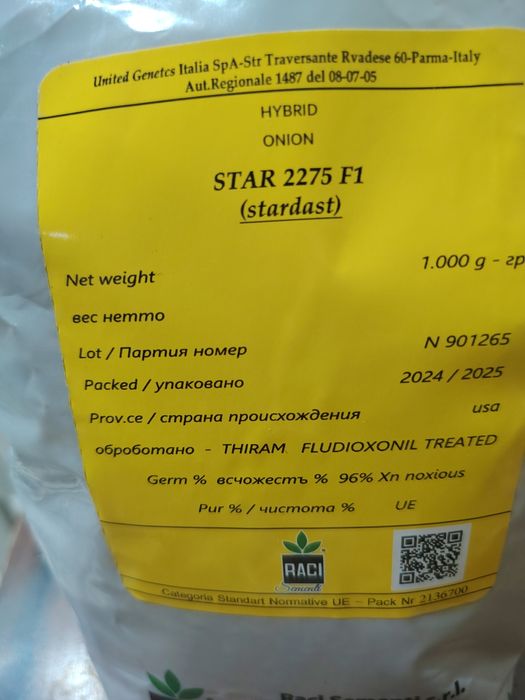 United Genetcs Italia SpA-Str Traversante Rvadese 60-Parma-Italy
Aut.Regionale 1487 del 08-07-05
HYBRID
ONION
STAR 2275 F1
(stardast)
Net weight 1.000 g - гр
вес нетто
Lot / Партия номер N 901265
Packed / упаковано 2024 / 2025
Prov.ce / страна происхождения usa
оброботано - THIRAM FLUDIOXONIL TREATED
Germ % всчожестъ % 96% Xn noxious
Pur % / чистота % UE
RACI
Sementi
Categoria Standart Normative UE - Pack Nr 2136700